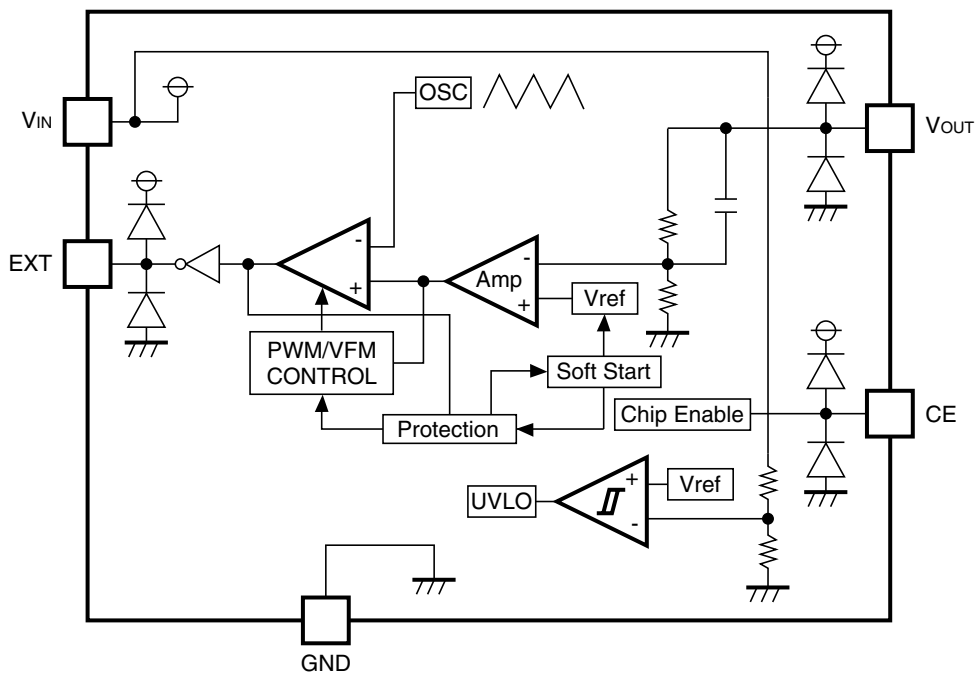 OSC
VIN
VOUT
-
+
EXT
-
+
Amp
Vref
PWM/VFM
CONTROL
Soft Start
Chip Enable
CE
Protection
+
-
Vref
UVLO
GND